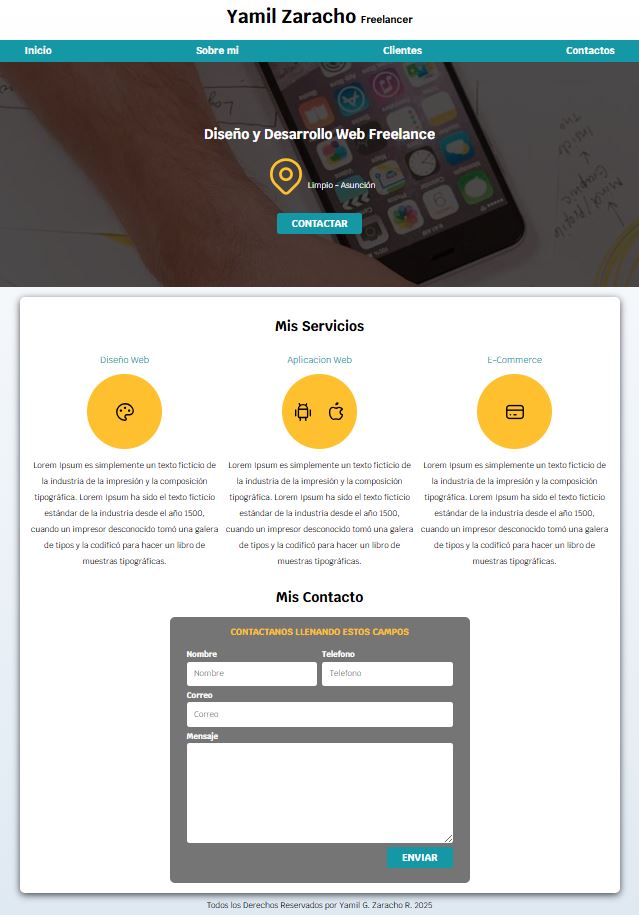 Yamil Zaracho Freelancer
Inicio Sobre mi Clientes Contactos
Diseño y Desarrollo Web Freelance
Limpio - Asunción
CONTACTAR
Mis Servicios
Diseño Web
Lorem Ipsum es simplemente un texto ficticio de
la industria de la impresión y la composición
tipográfica. Lorem Ipsum ha sido el texto ficticio
estándar de la industria desde el año 1500,
cuando un impresor desconocido tomó una galera
de tipos y la codificó para hacer un libro de
muestras tipográficas.
Aplicacion Web
Lorem Ipsum es simplemente un texto ficticio de
la industria de la impresión y la composición
tipográfica. Lorem Ipsum ha sido el texto ficticio
estándar de la industria desde el año 1500,
cuando un impresor desconocido tomó una galera
de tipos y la codificó para hacer un libro de
muestras tipográficas.
E-Commerce
Lorem Ipsum es simplemente un texto ficticio de
la industria de la impresión y la composición
tipográfica. Lorem Ipsum ha sido el texto ficticio
estándar de la industria desde el año 1500,
cuando un impresor desconocido tomó una galera
de tipos y la codificó para hacer un libro de
muestras tipográficas.
Mis Contacto
CONTACTANOS LLENANDO ESTOS CAMPOS
Nombre Telefono
Nombre Telefono
Correo
Correo
Mensaje
ENVIAR
Todos los Derechos Reservados por Yamil G. Zaracho R. 2025